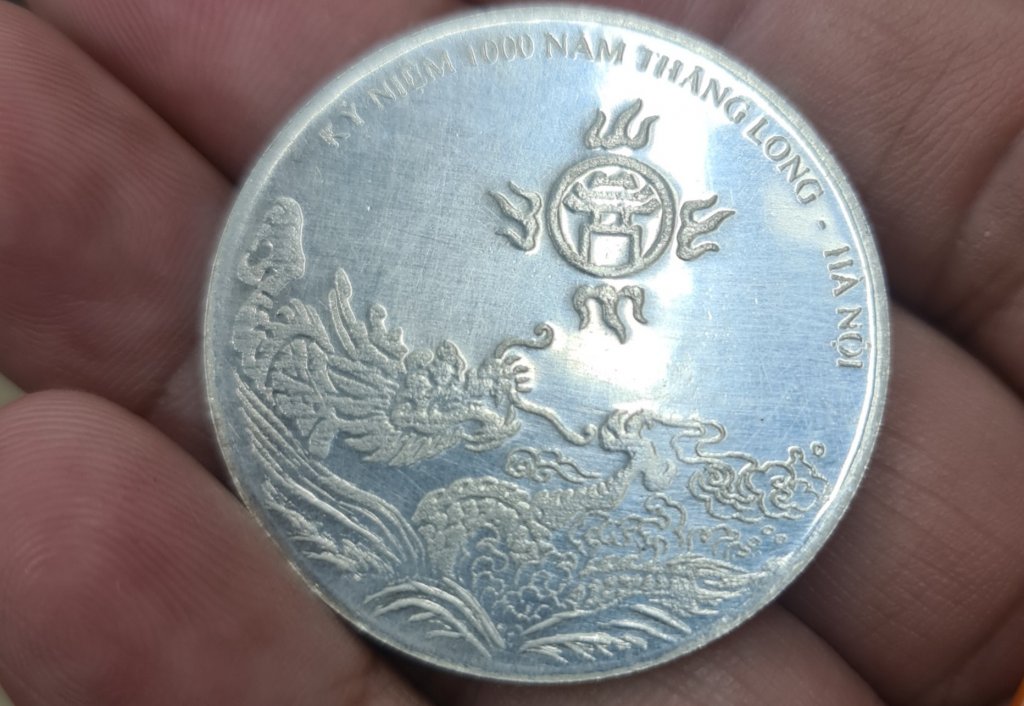 KỶ NIỆM 1000 NĂM THĂNG LONG - HÀ NỘI